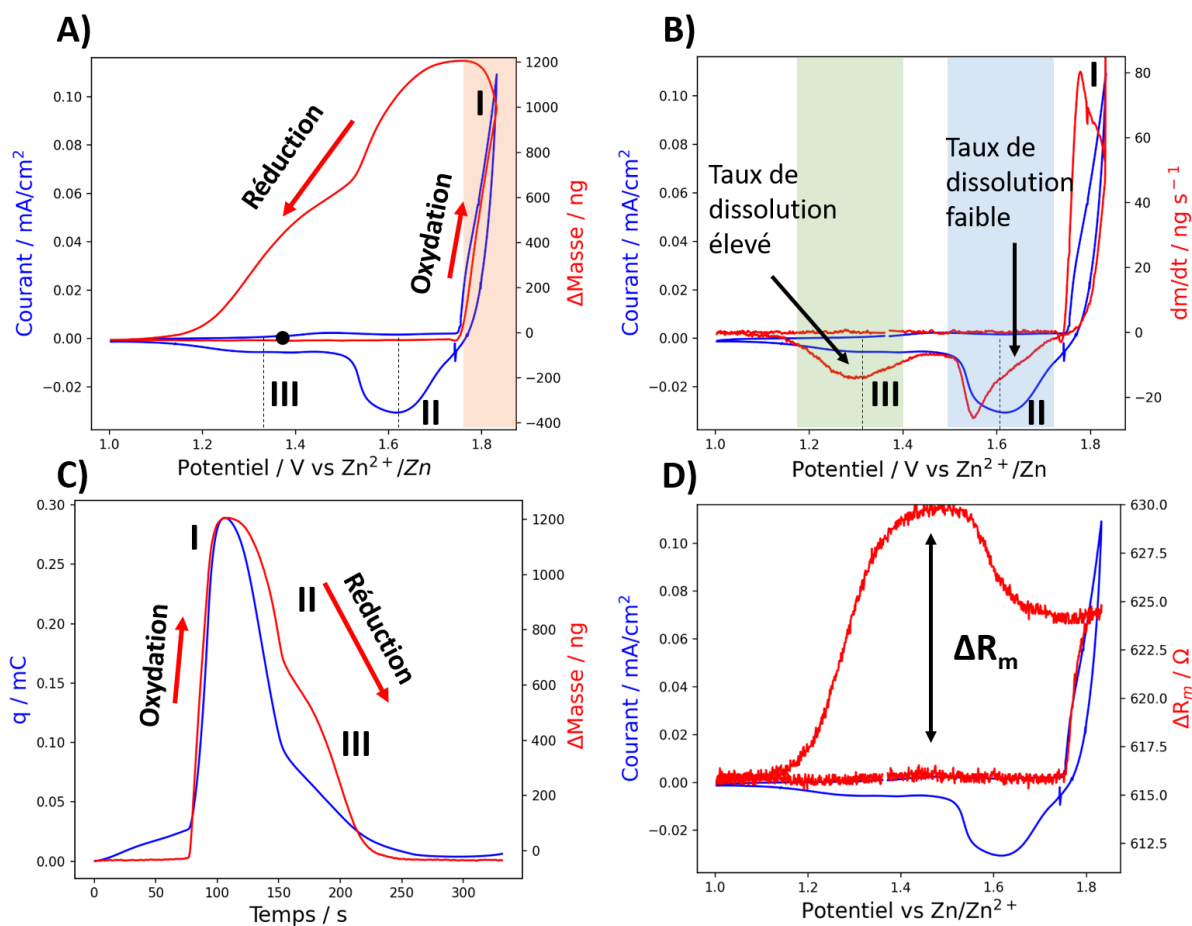 A)
Courant / mA/cm²
0.10
0.08
0.06
0.04
0.02
0.00
−0.02
1200
1000
800
600
400
200
0
−200
−400
ΔMasse / ng
Réduction
Oxydation
I
II
III
1.0
1.2
1.4
1.6
1.8
Potentiel / V vs Zn²⁺/Zn
B)
Courant / mA/cm²
0.10
0.08
0.06
0.04
0.02
0.00
−0.02
80
60
40
20
0
−20
dm/dt / ng s⁻¹
Taux de
dissolution
élevé
Taux de
dissolution
faible
I
II
III
1.0
1.2
1.4
1.6
1.8
Potentiel / V vs Zn²⁺/Zn
C)
q / mC
0.30
0.25
0.20
0.15
0.10
0.05
0.00
1200
1000
800
600
400
200
0
ΔMasse / ng
I
II
III
Oxydation
Réduction
0
50
100
150
200
250
300
Temps / s
D)
Courant / mA/cm²
0.10
0.08
0.06
0.04
0.02
0.00
−0.02
630.0
627.5
625.0
622.5
620.0
617.5
615.0
612.5
ΔRₘ / Ω
ΔRₘ
1.0
1.2
1.4
1.6
1.8
Potentiel vs Zn/Zn²⁺